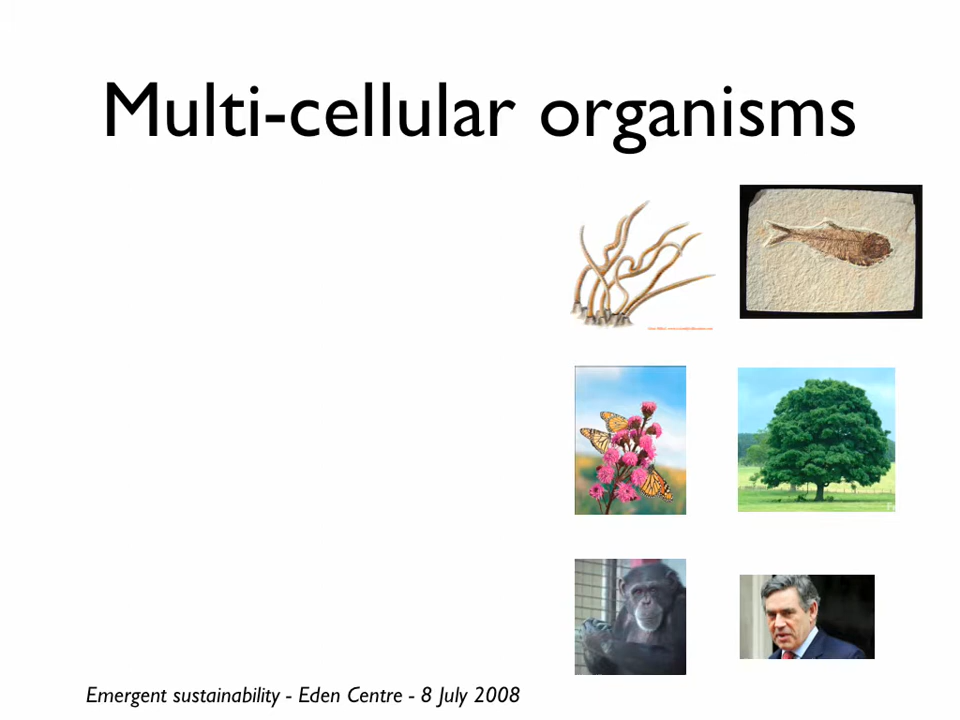 Multi-cellular organisms
Emergent sustainability - Eden Centre - 8 July 2008